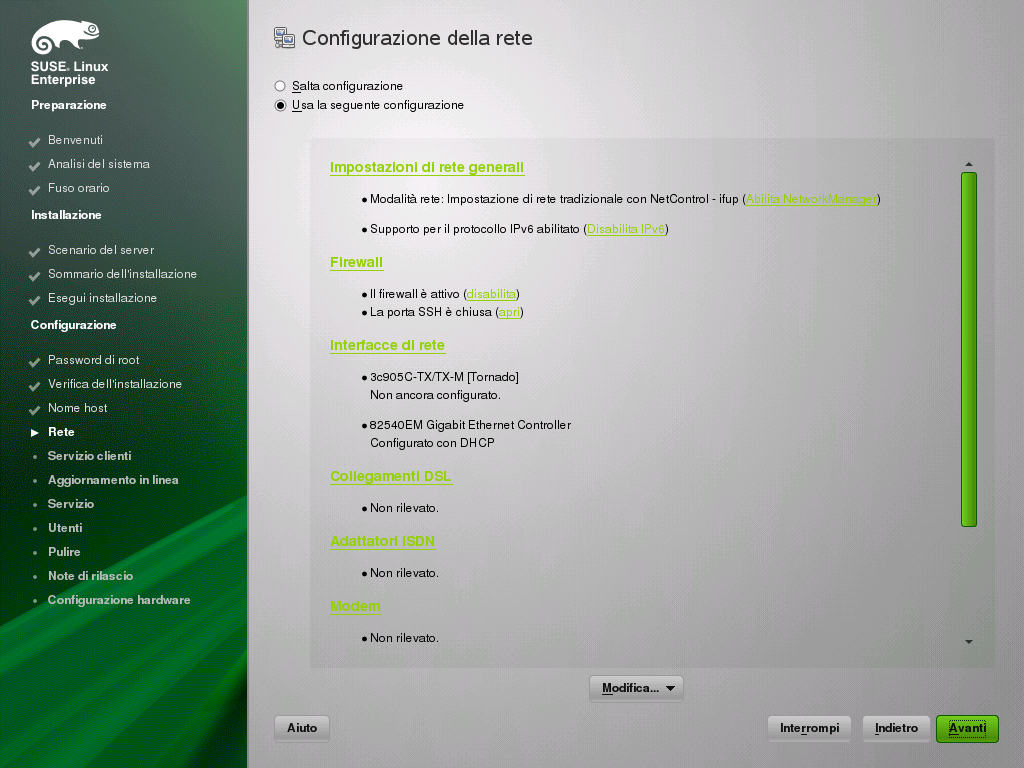 SUSE® Linux
Enterprise
Preparazione
Benvenuti
Analisi del sistema
Fuso orario
Installazione
Scenario del server
Sommario dell'installazione
Esegui installazione
Configurazione
Password di root
Verifica dell'installazione
Nome host
Rete
Servizio clienti
Aggiornamento in linea
Servizio
Utenti
Pulire
Note di rilascio
Configurazione hardware
Configurazione della rete
Salta configurazione
Usa la seguente configurazione
Impostazioni di rete generali
Modalità rete: Impostazione di rete tradizionale con NetControl - ifup (Abilita NetworkManager)
Supporto per il protocollo IPv6 abilitato (Disabilita IPv6)
Firewall
Il firewall è attivo (disabilita)
La porta SSH è chiusa (apri)
Interfacce di rete
3c905C-TX/TX-M [Tornado]
Non ancora configurato.
82540EM Gigabit Ethernet Controller
Configurato con DHCP
Collegamenti DSL
Non rilevato.
Adattatori ISDN
Non rilevato.
Modem
Non rilevato.
Modifica...
Aiuto
Interrompi
Indietro
Avanti